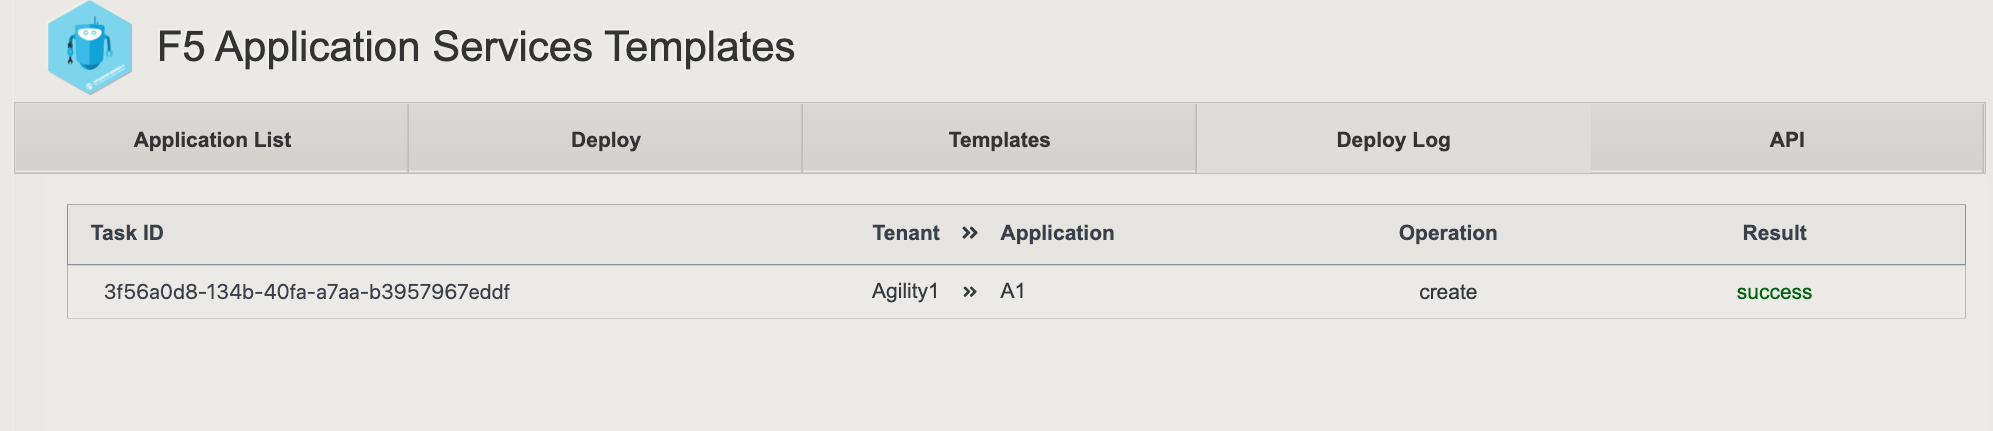 F5 Application Services Templates
Application List Deploy Templates Deploy Log API
Task ID Tenant » Application Operation Result
3f56a0d8-134b-40fa-a7aa-b3957967eddf Agility1 » A1 create success